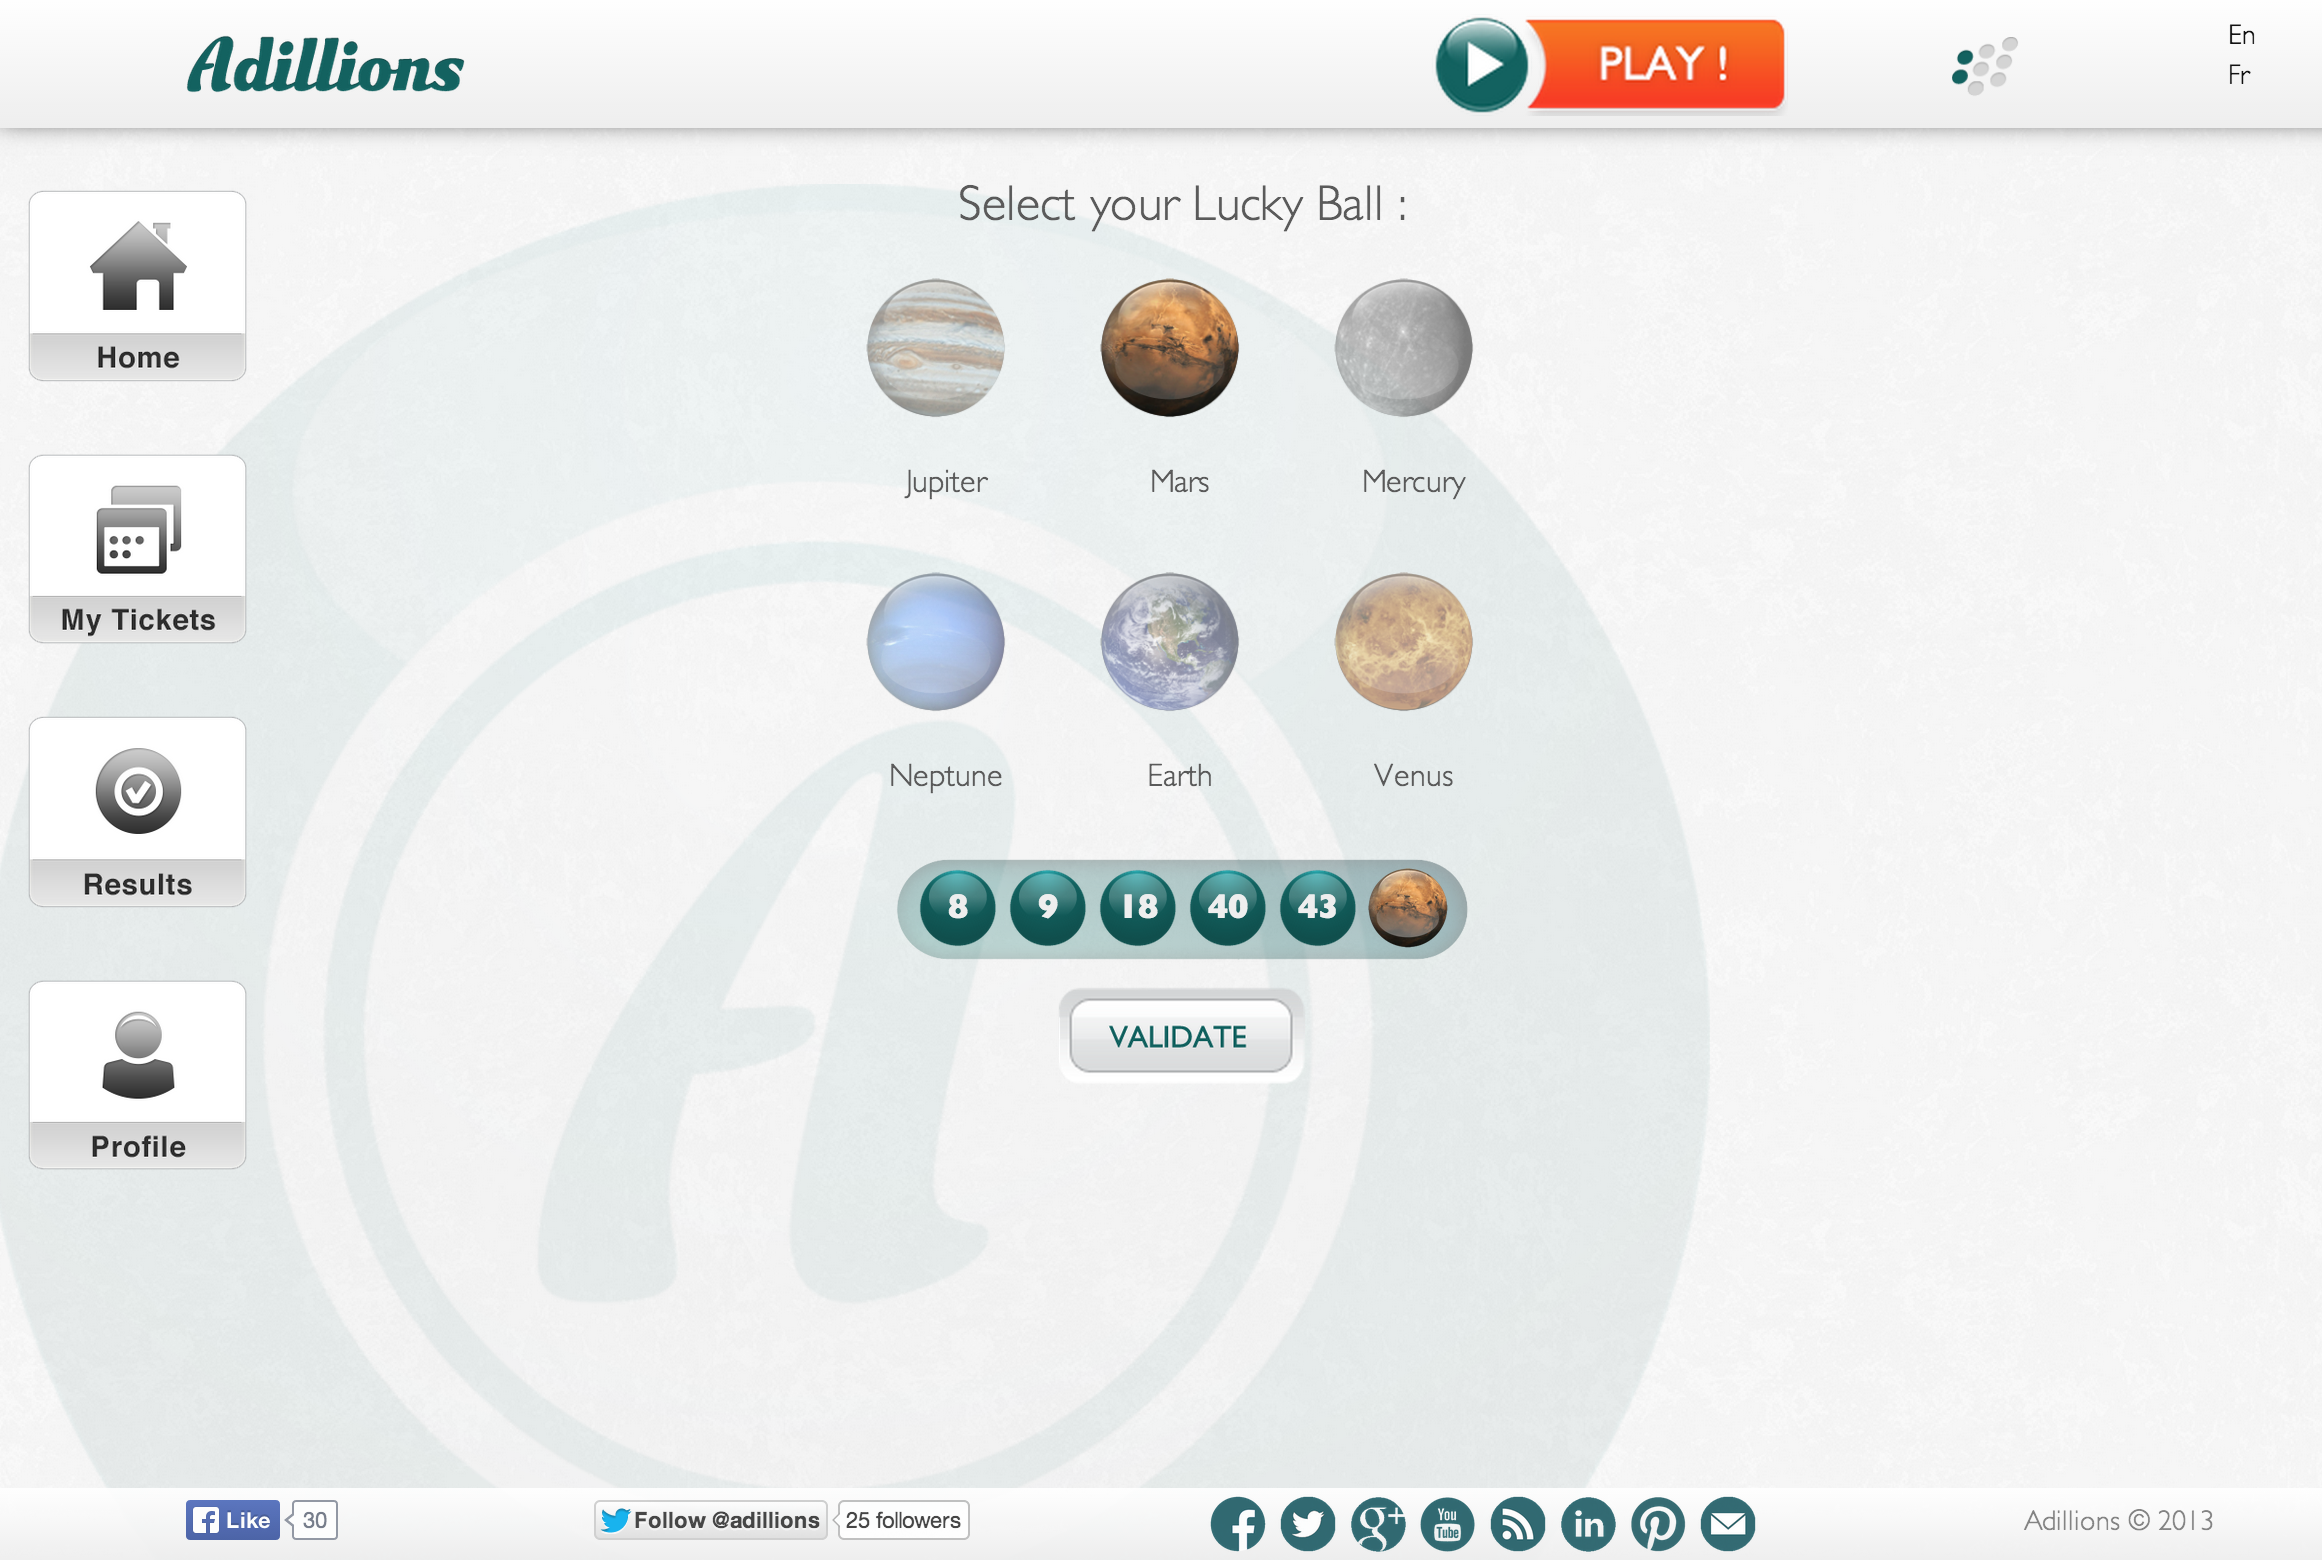 Adillions
PLAY !
En
Fr
Select your Lucky Ball :
Home
My Tickets
Results
Profile
Jupiter
Mars
Mercury
Neptune
Earth
Venus
8 9 18 40 43
VALIDATE
Like 30
Follow @adillions 25 followers
g+
You Tube
in
Adillions © 2013